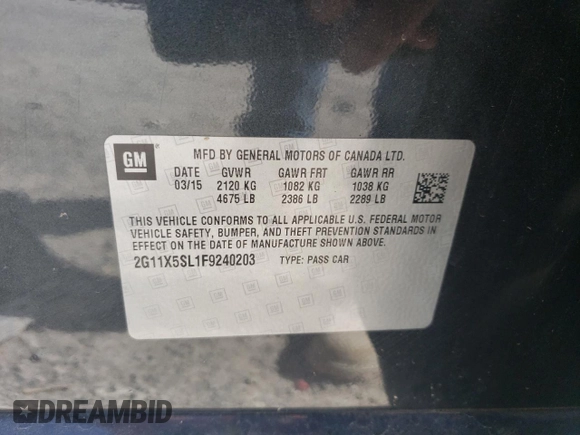 GM
MFD BY GENERAL MOTORS OF CANADA LTD.
DATE GVWR GAWR FRT GAWR RR
03/15 2120 KG 1082 KG 1038 KG
4675 LB 2386 LB 2289 LB
THIS VEHICLE CONFORMS TO ALL APPLICABLE U.S. FEDERAL MOTOR
VEHICLE SAFETY, BUMPER, AND THEFT PREVENTION STANDARDS IN
EFFECT ON THE DATE OF MANUFACTURE SHOWN ABOVE.
2G11X5SL1F9240203 TYPE: PASS CAR
DREAMBID